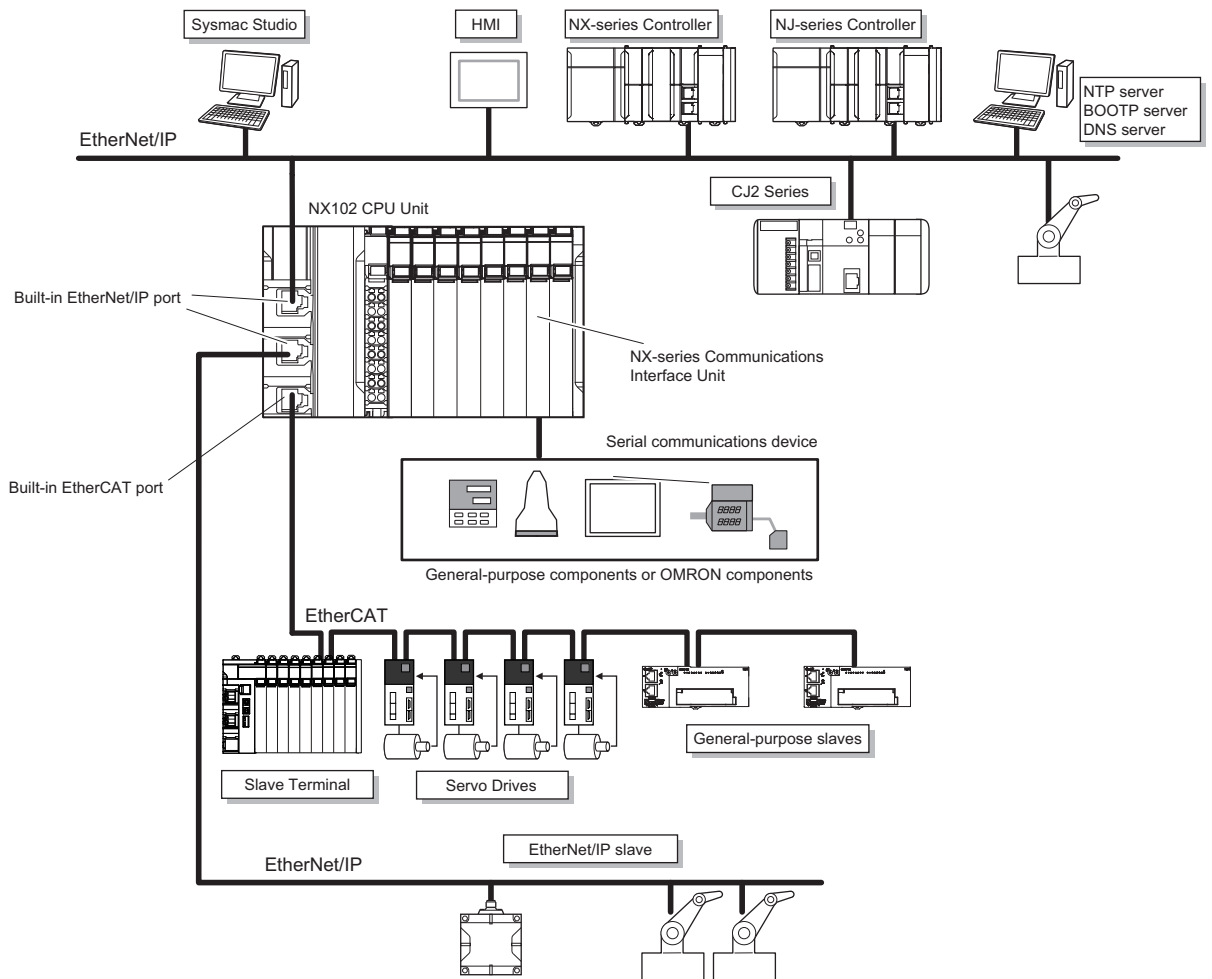 Sysmac Studio
HMI
NX-series Controller
NJ-series Controller
NTP server
BOOTP server
DNS server
EtherNet/IP
CJ2 Series
NX102 CPU Unit
Built-in EtherNet/IP port
NX-series Communications
Interface Unit
Serial communications device
Built-in EtherCAT port
8888
8888
General-purpose components or OMRON components
EtherCAT
General-purpose slaves
Slave Terminal
Servo Drives
EtherNet/IP slave
EtherNet/IP